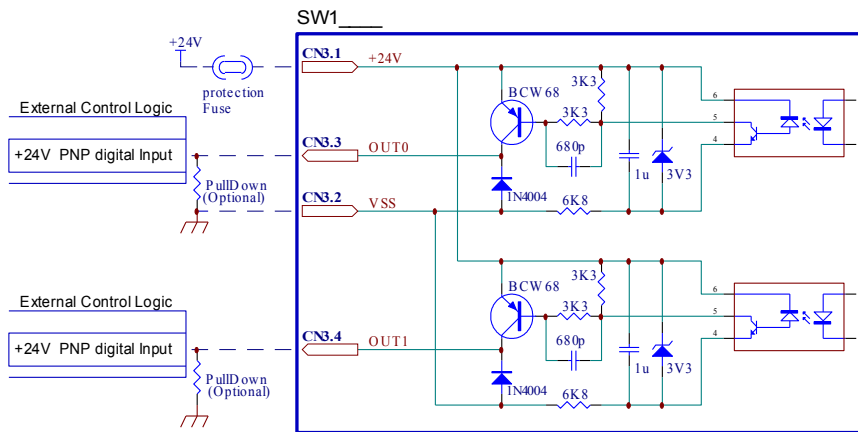 SW1____
+24V
CN3.1
+24V
protection
Fuse
BCW68
3K3
3K3
680p
1u
3V3
6
5
4
External Control Logic
+24V PNP digital Input
CN3.3
OUT0
PullDown
(Optional)
1N4004
CN3.2
VSS
6K8
BCW68
3K3
3K3
680p
1u
3V3
6
5
4
External Control Logic
+24V PNP digital Input
CN3.4
OUT1
PullDown
(Optional)
1N4004
6K8